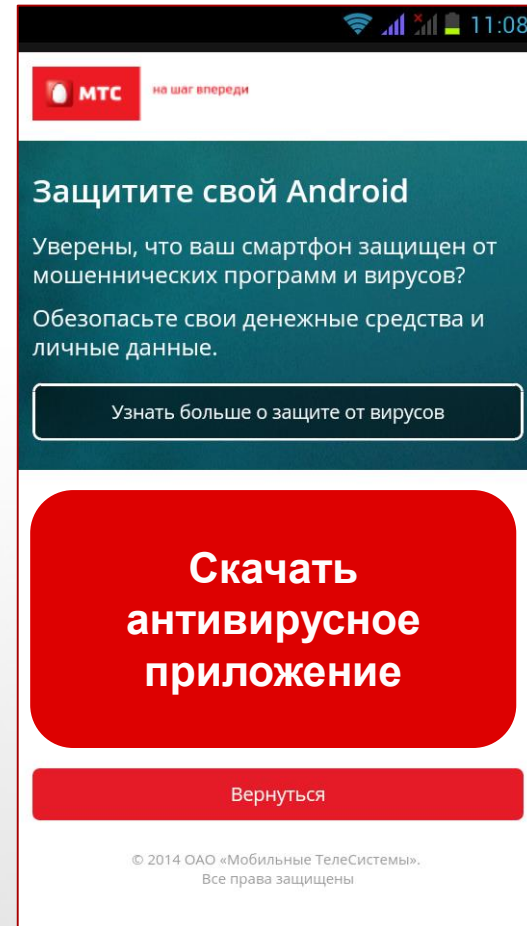 11:08
МТС
на шаг впереди
Защитите свой Android
Уверены, что ваш смартфон защищен от
мошеннических программ и вирусов?
Обезопасьте свои денежные средства и
личные данные.
Узнать больше о защите от вирусов
Скачать
антивирусное
приложение
Вернуться
© 2014 ОАО «Мобильные ТелеСистемы».
Все права защищены